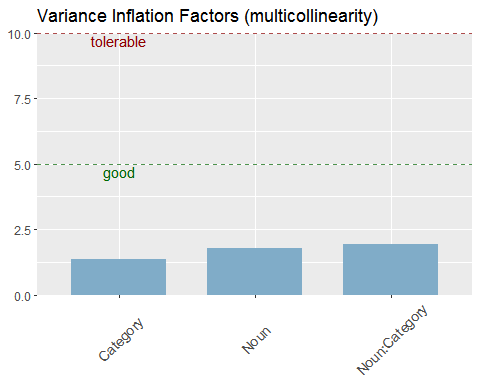 Variance Inflation Factors (multicollinearity)
10.0
tolerable
7.5
5.0
good
2.5
0.0
Category
Noun
Noun:Category